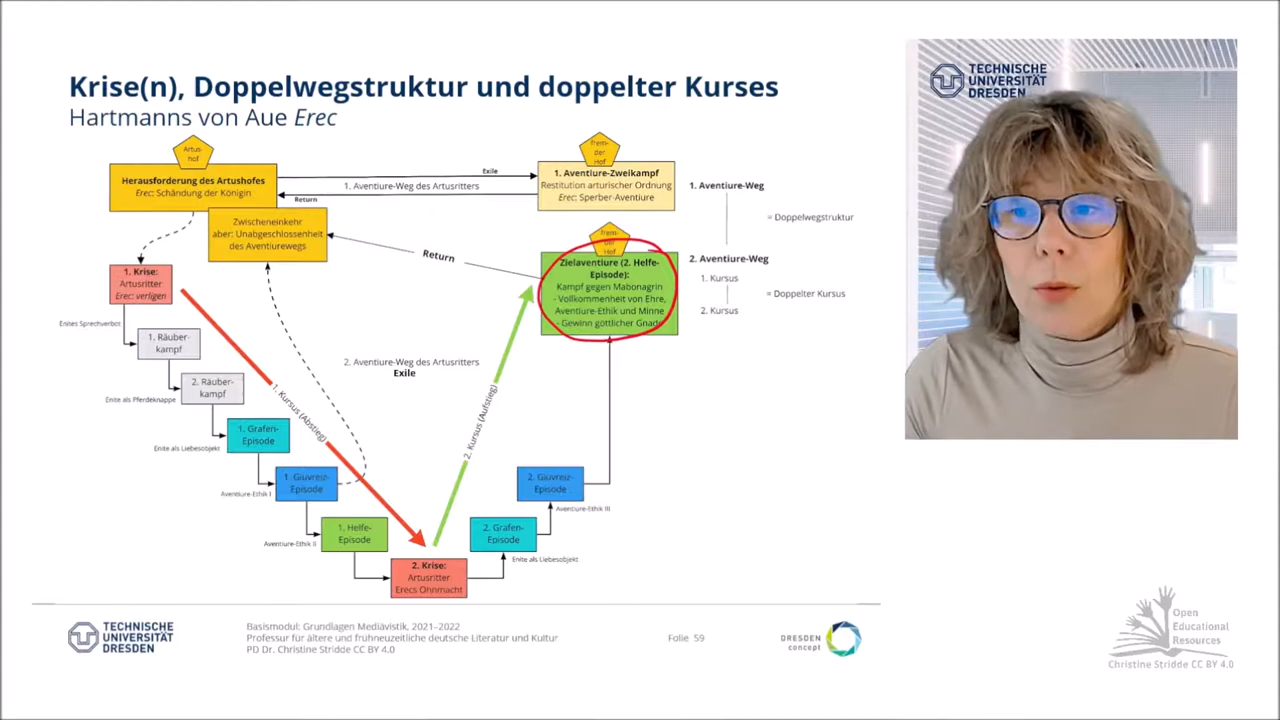 Krise(n), Doppelwegstruktur und doppelter Kurses
Hartmanns von Aue Erec
Artus-
hof
Herausforderung des Artushofes
Erec: Schändung der Königin
Exile
1. Aventiure-Weg des Artusritters
Return
Frem-
der
Hof
1. Aventiure-Zweikampf
Restitution arturischer Ordnung
Erec: Sperber-Aventiure
Zwischeneinkehr
aber: Unabgeschlossenheit
des Aventiurewegs
Return
Frem-
der
Hof
Zielaventiure (2. Helfe-
Episode):
Kampf gegen Mabonagrin
- Vollkommenheit von Ehre,
Aventiure-Ethik und Minne
- Gewinn göttlicher Gnade
1. Aventiure-Weg
= Doppelwegstruktur
2. Aventiure-Weg
1. Kursus
= Doppelter Kursus
2. Kursus
1. Krise:
Artusritter
Erec: verligen
Enites Sprechverbot
1. Räuber-
kampf
2. Räuber-
kampf
Enite als Pferdeknappe
1. Grafen-
Episode
Enite als Liebesobjekt
1. Giuvreiz-
Episode
Aventiure-Ethik I
1. Helfe-
Episode
Aventiure-Ethik II
1. Kursus (Abstieg)
2. Aventiure-Weg des Artusritters
Exile
2. Kursus (Aufstieg)
2. Krise:
Artusritter
Erecs Ohnmacht
2. Grafen-
Episode
Enite als Liebesobjekt
2. Giuvreiz-
Episode
Aventiure-Ethik III
TECHNISCHE
UNIVERSITÄT
DRESDEN
Basismodul: Grundlagen Mediävistik, 2021–2022
Professur für ältere und frühneuzeitliche deutsche Literatur und Kultur
PD Dr. Christine Stridde CC BY 4.0
Folie 59
DRESDEN
concept
TECHNISCHE
UNIVERSITÄT
DRESDEN
Open
Educational
Resources
Christine Stridde CC BY 4.0